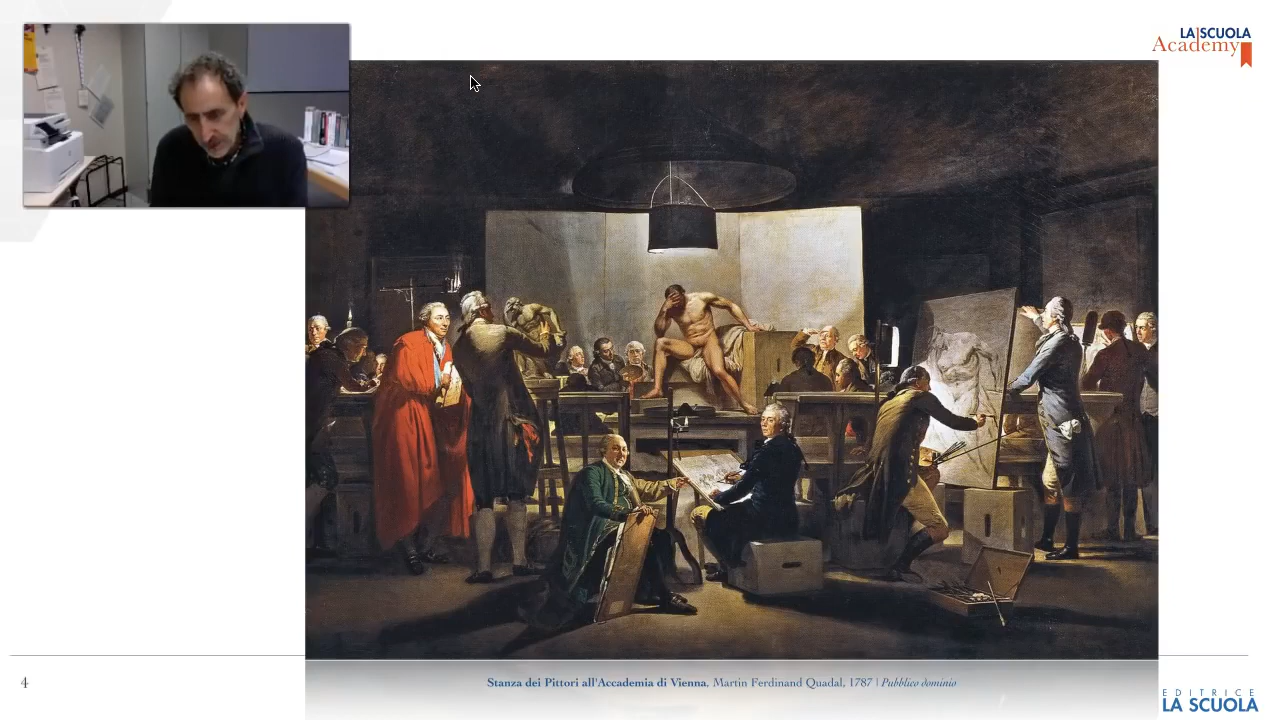 LA|SCUOLA
Academy
4
Stanza dei Pittori all'Accademia di Vienna, Martin Ferdinand Quadal, 1787 | Pubblico dominio
EDITRICE
LA SCUOLA